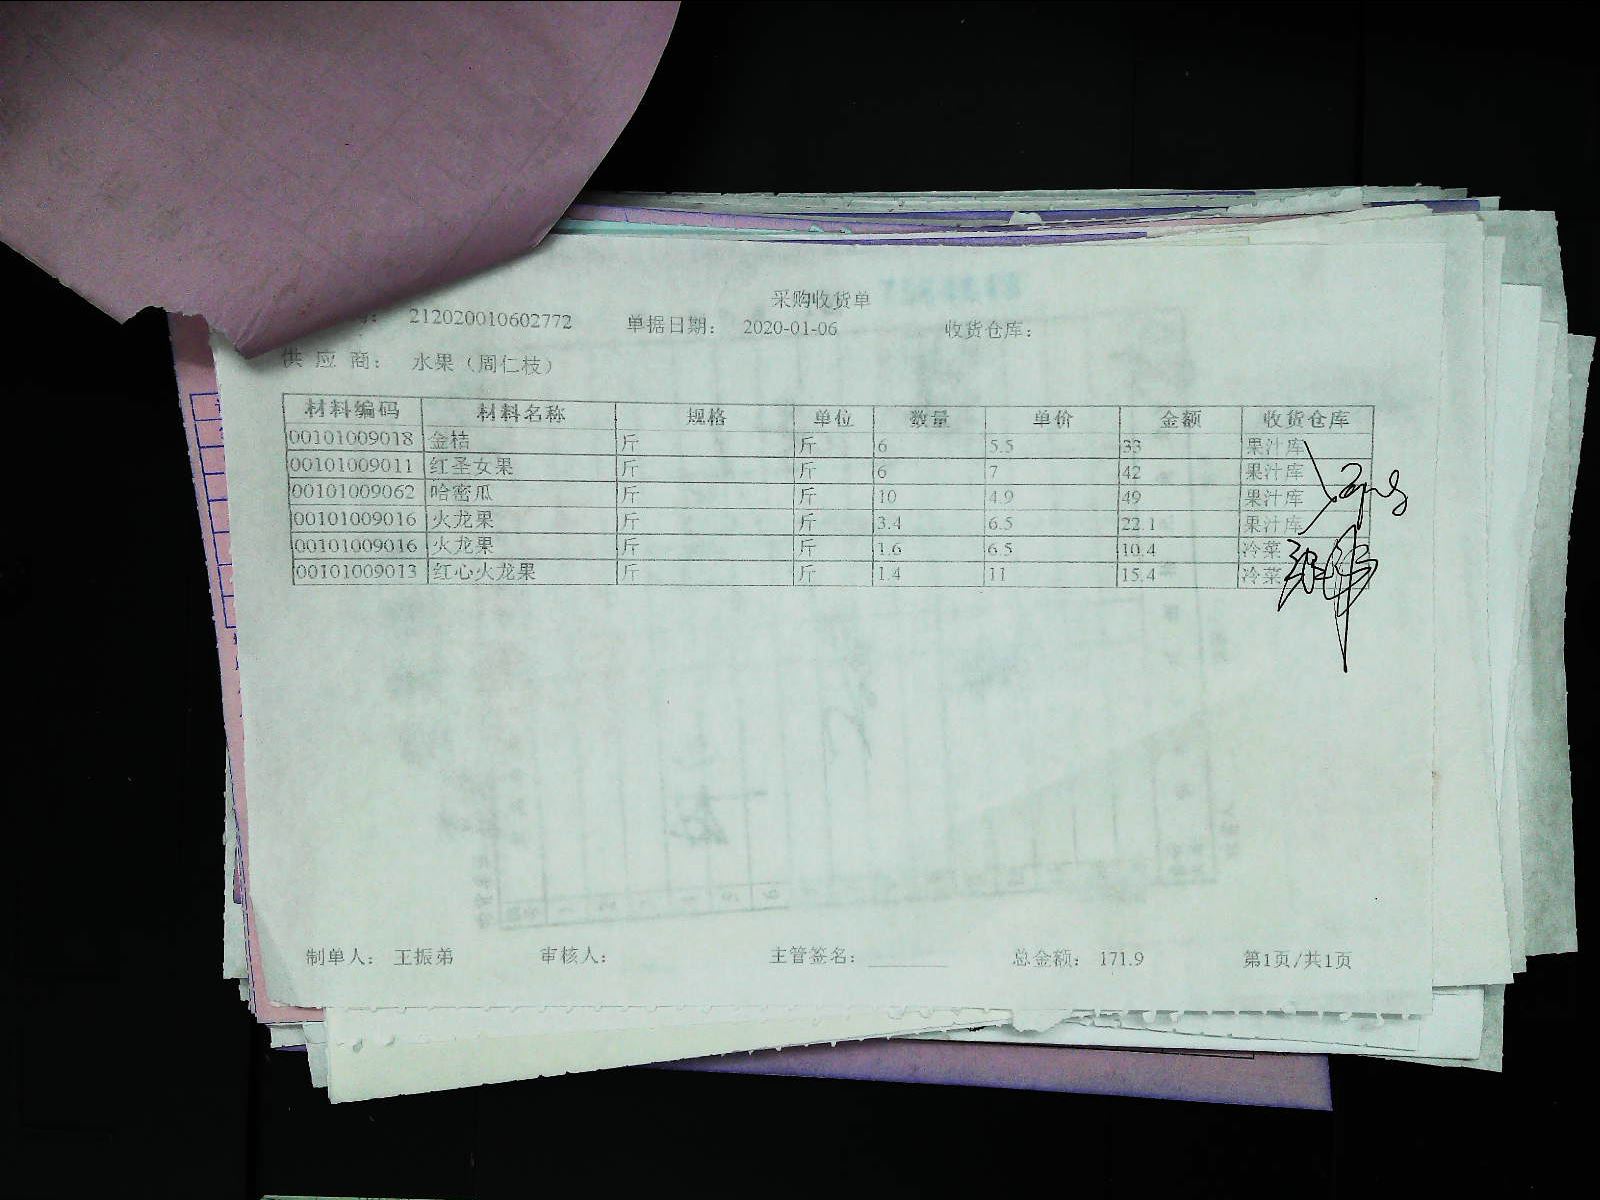 采购收货单
212020010602772 单据日期： 2020-01-06 收货仓库：
供 应 商： 水果（周仁枝）
材料编码 材料名称 规格 单位 数量 单价 金额 收货仓库
00101009018 金桔 斤 斤 6 5.5 33 果汁库
00101009011 红圣女果 斤 斤 6 7 42 果汁库
00101009062 哈密瓜 斤 斤 10 4.9 49 果汁库
00101009016 火龙果 斤 斤 3.4 6.5 22.1 果汁库
00101009016 火龙果 斤 斤 1.6 6.5 10.4 冷菜
00101009013 红心火龙果 斤 斤 1.4 11 15.4 冷菜
制单人： 王振弟 审核人： 主管签名： 总金额： 171.9 第1页/共1页